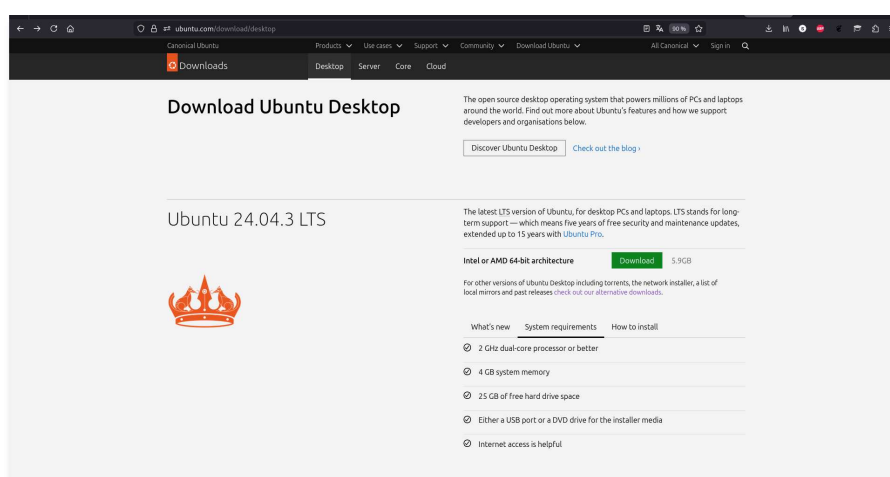 ubuntu.com/download/desktop
90%
Canonical Ubuntu
Products
Use cases
Support
Community
Download Ubuntu
All Canonical
Sign in
Downloads
Desktop
Server
Core
Cloud
Download Ubuntu Desktop
The open source desktop operating system that powers millions of PCs and laptops
around the world. Find out more about Ubuntu's features and how we support
developers and organisations below.
Discover Ubuntu Desktop
Check out the blog ›
Ubuntu 24.04.3 LTS
The latest LTS version of Ubuntu, for desktop PCs and laptops. LTS stands for long-
term support — which means five years of free security and maintenance updates,
extended up to 15 years with Ubuntu Pro.
Intel or AMD 64-bit architecture
Download
5.9GB
For other versions of Ubuntu Desktop including torrents, the network installer, a list of
local mirrors and past releases check out our alternative downloads.
What's new
System requirements
How to install
2 GHz dual-core processor or better
4 GB system memory
25 GB of free hard drive space
Either a USB port or a DVD drive for the installer media
Internet access is helpful